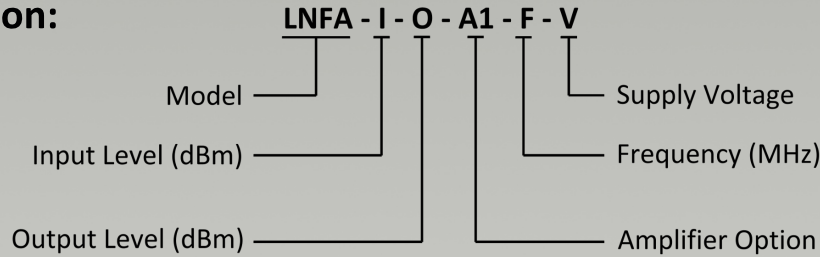 on:
LNFA - I - O - A1 - F - V
Model
Supply Voltage
Input Level (dBm)
Frequency (MHz)
Output Level (dBm)
Amplifier Option